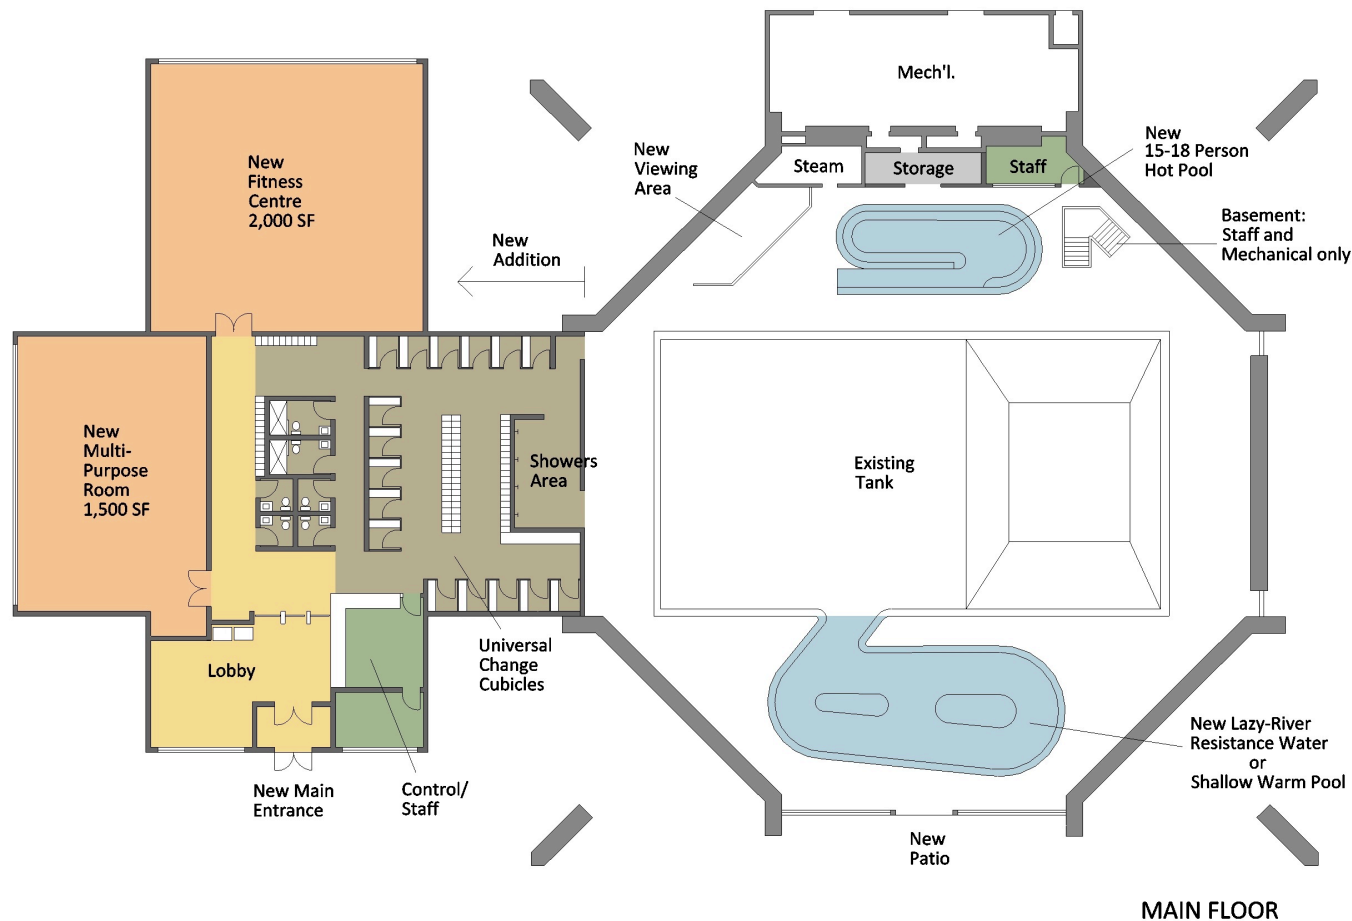 Mech'l.
New
15-18 Person
Hot Pool
New
Viewing
Area
Steam
Storage
Staff
New
Fitness
Centre
2,000 SF
Basement:
Staff and
Mechanical only
New
Addition
New
Multi-
Purpose
Room
1,500 SF
Showers
Area
Existing
Tank
Universal
Change
Cubicles
Lobby
New Lazy-River
Resistance Water
or
Shallow Warm Pool
New Main
Entrance
Control/
Staff
New
Patio
MAIN FLOOR